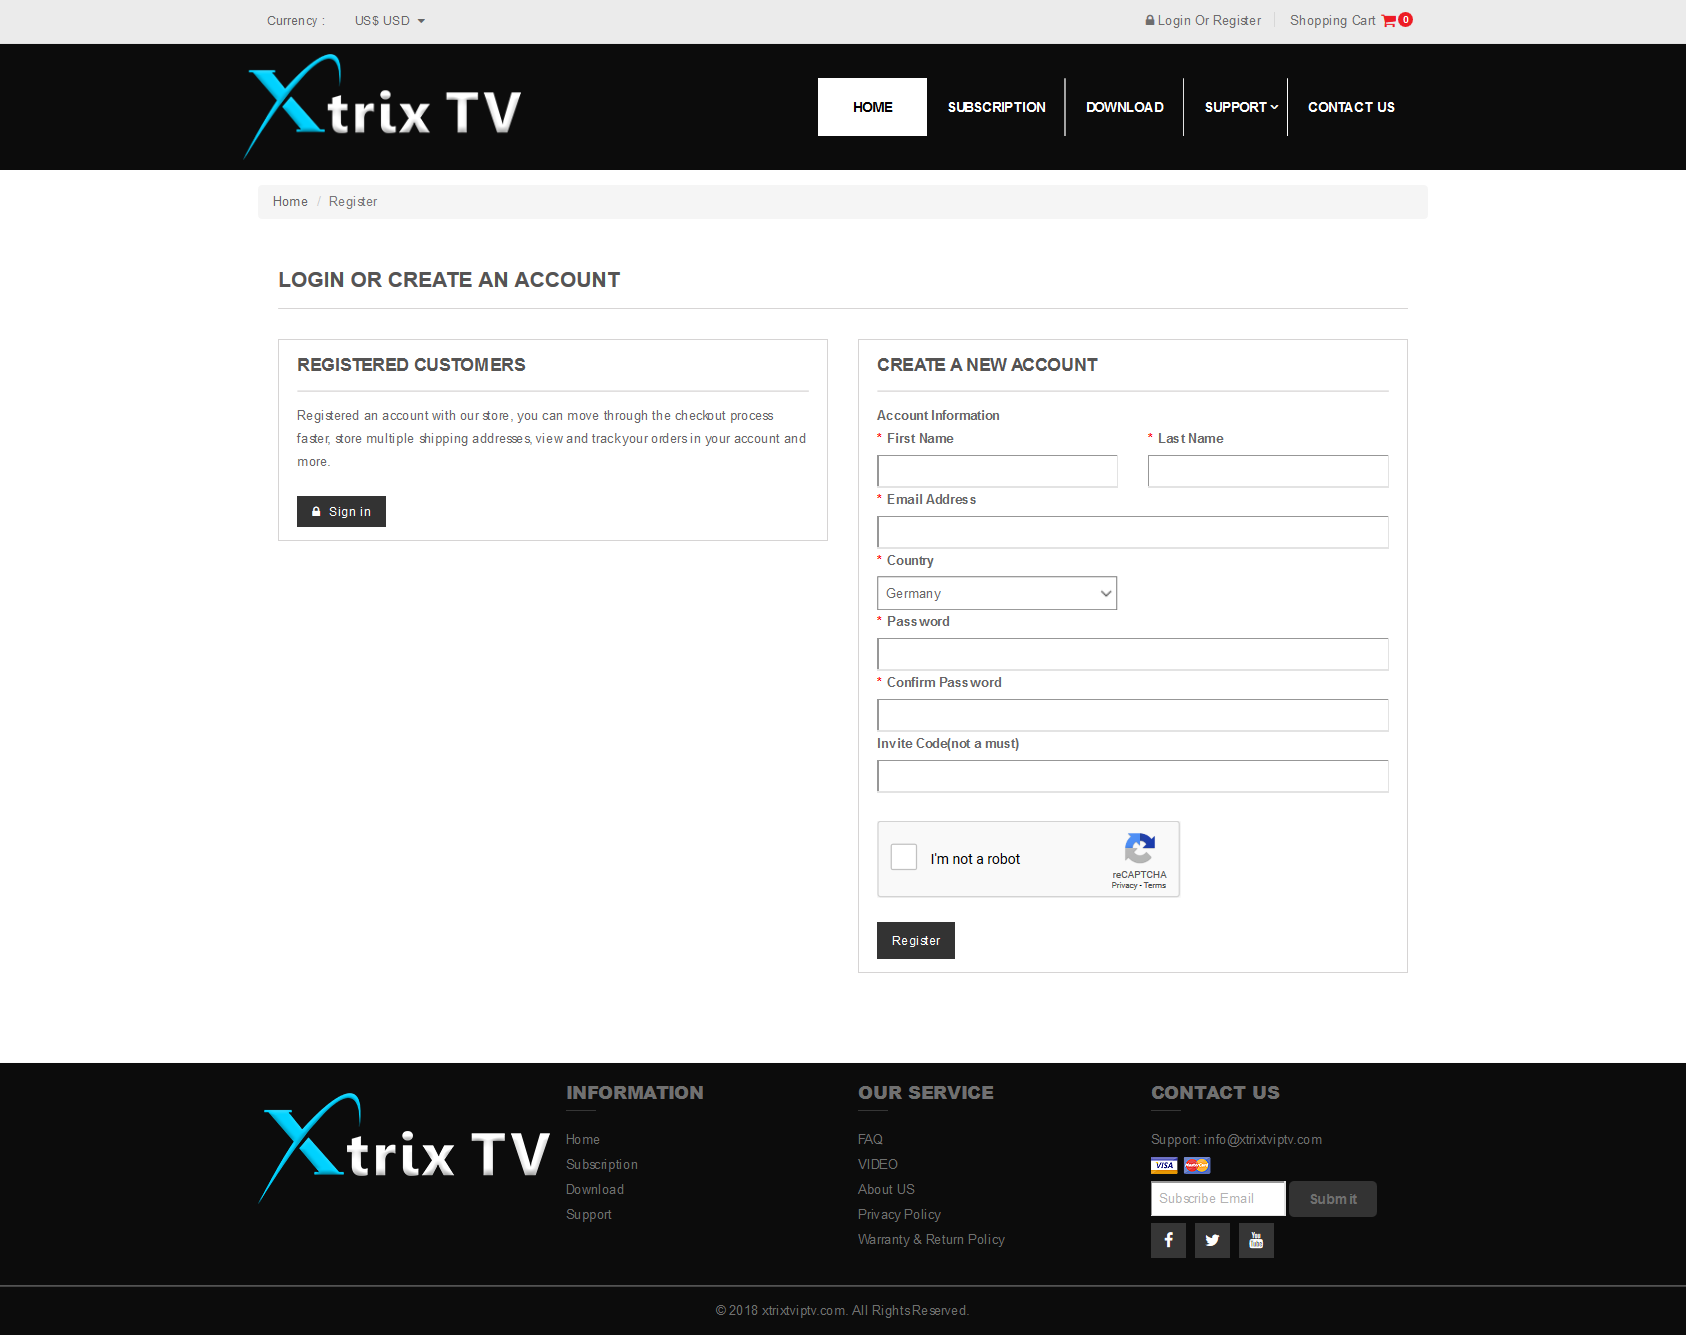 Currency : US$ USD
Login Or Register
Shopping Cart 0
Xtrix TV
HOME SUBSCRIPTION DOWNLOAD SUPPORT CONTACT US
Home / Register
LOGIN OR CREATE AN ACCOUNT
REGISTERED CUSTOMERS
Registered an account with our store, you can move through the checkout process
faster, store multiple shipping addresses, view and track your orders in your account and
more.
Sign in
CREATE A NEW ACCOUNT
Account Information
* First Name
* Last Name
* Email Address
* Country
Germany
* Password
* Confirm Password
Invite Code(not a must)
I'm not a robot
reCAPTCHA
Privacy - Terms
Register
Xtrix TV
INFORMATION
Home
Subscription
Download
Support
OUR SERVICE
FAQ
VIDEO
About US
Privacy Policy
Warranty & Return Policy
CONTACT US
Support: info@xtrixtviptv.com
VISA MasterCard
Subscribe Email
Submit
You Tube
© 2018 xtrixtviptv.com. All Rights Reserved.